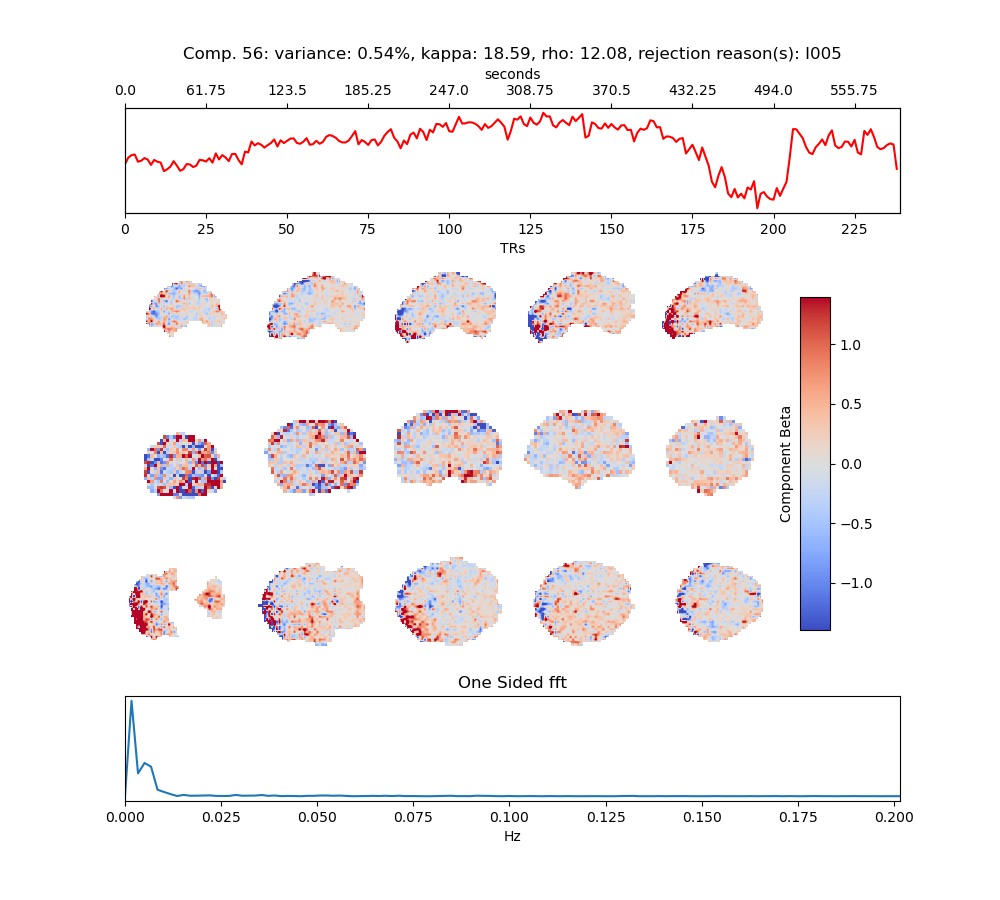 Comp. 56: variance: 0.54%, kappa: 18.59, rho: 12.08, rejection reason(s): I005
seconds
0.0 61.75 123.5 185.25 247.0 308.75 370.5 432.25 494.0 555.75
0 25 50 75 100 125 150 175 200 225
TRs
1.0
0.5
0.0
−0.5
−1.0
Component Beta
One Sided fft
0.000 0.025 0.050 0.075 0.100 0.125 0.150 0.175 0.200
Hz